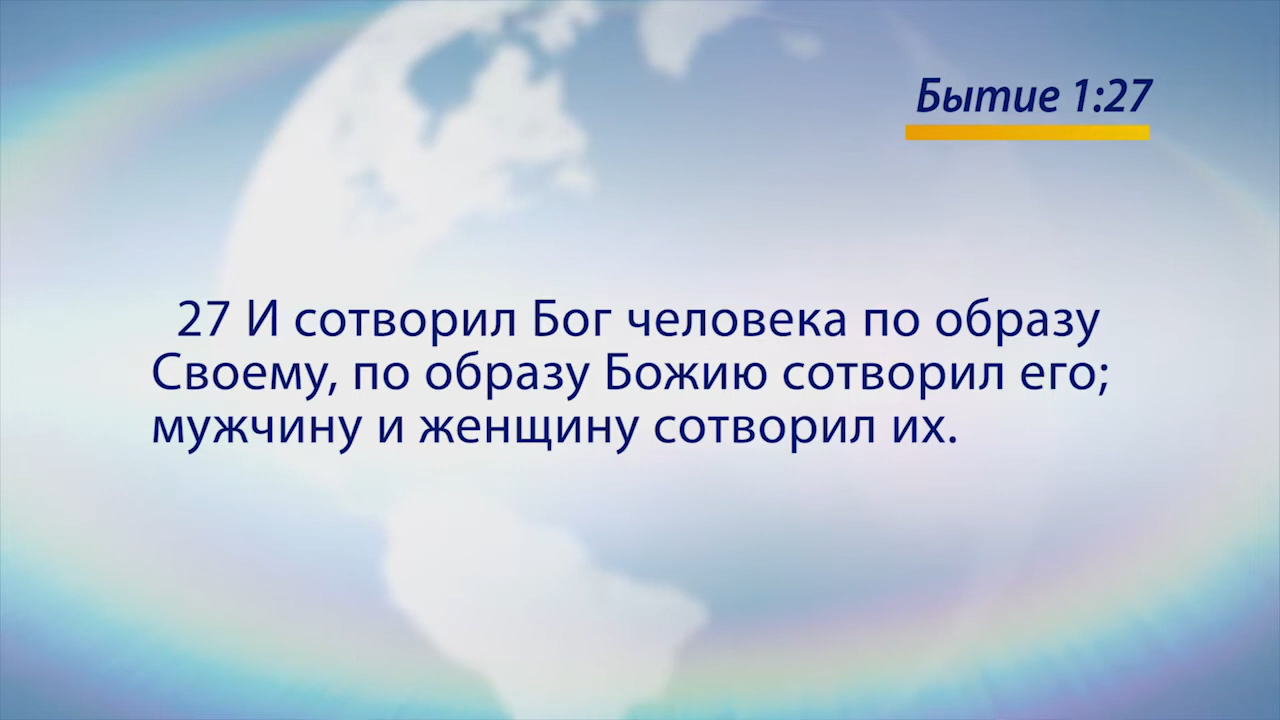 Бытие 1:27
27 И сотворил Бог человека по образу
Своему, по образу Божию сотворил его;
мужчину и женщину сотворил их.